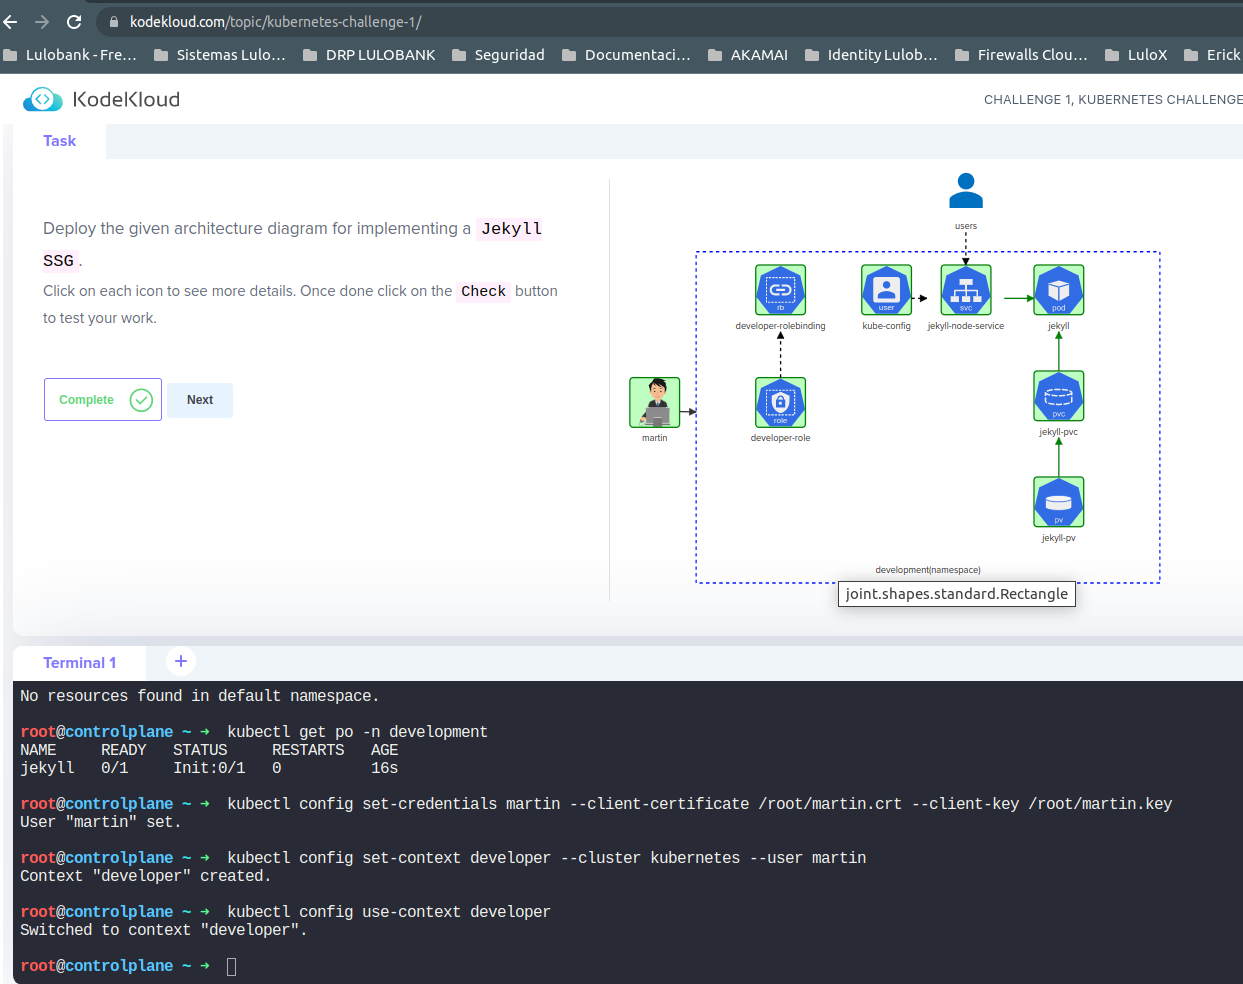 kodekloud.com/topic/kubernetes-challenge-1/
Lulobank - Fre... Sistemas Lulo... DRP LULOBANK Seguridad Documentaci... AKAMAI Identity Lulob... Firewalls Clou... LuloX Erick
KodeKloud
CHALLENGE 1, KUBERNETES CHALLENGE
Task
Deploy the given architecture diagram for implementing a Jekyll
SSG .
Click on each icon to see more details. Once done click on the Check button
to test your work.
Complete
Next
users
rb
user
svc
pod
developer-rolebinding
kube-config
jekyll-node-service
jekyll
martin
role
developer-role
pvc
jekyll-pvc
pv
jekyll-pv
development(namespace)
joint.shapes.standard.Rectangle
Terminal 1 +
No resources found in default namespace.
root@controlplane ~ ➜ kubectl get po -n development
NAME READY STATUS RESTARTS AGE
jekyll 0/1 Init:0/1 0 16s
root@controlplane ~ ➜ kubectl config set-credentials martin --client-certificate /root/martin.crt --client-key /root/martin.key
User "martin" set.
root@controlplane ~ ➜ kubectl config set-context developer --cluster kubernetes --user martin
Context "developer" created.
root@controlplane ~ ➜ kubectl config use-context developer
Switched to context "developer".
root@controlplane ~ ➜